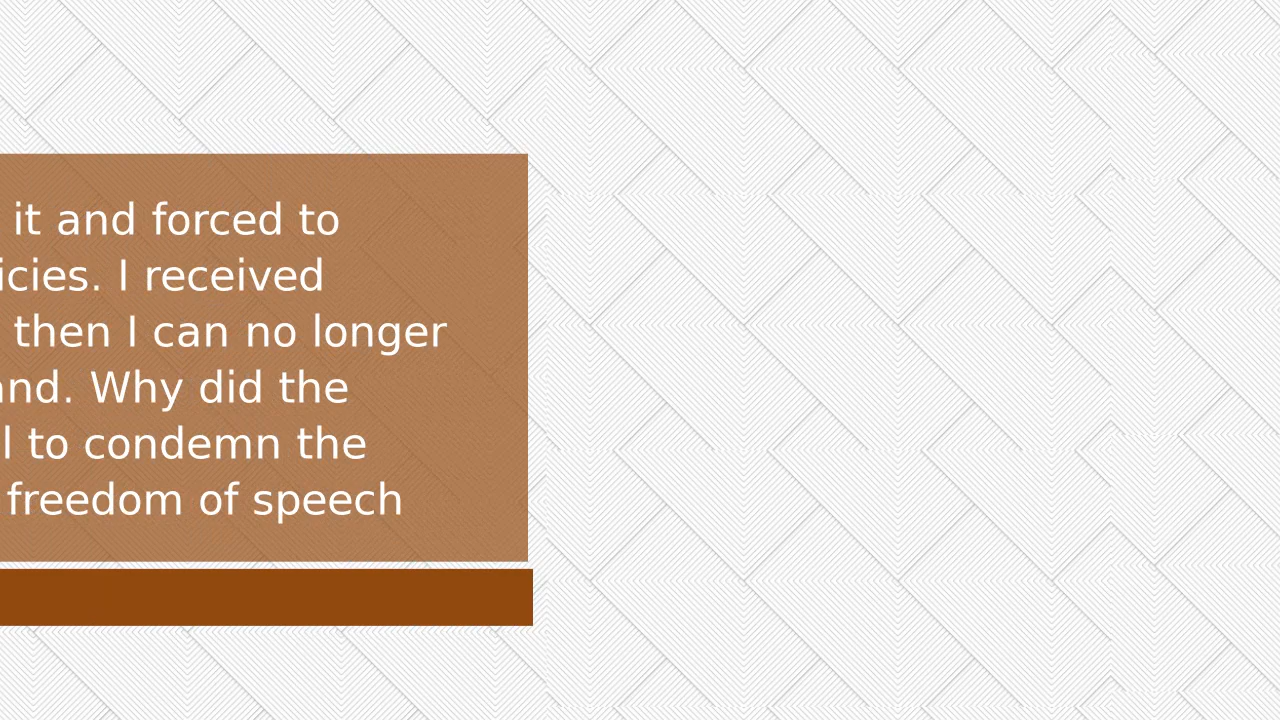 it and forced to
icies. I received
then I can no longer
and. Why did the
l to condemn the
freedom of speech